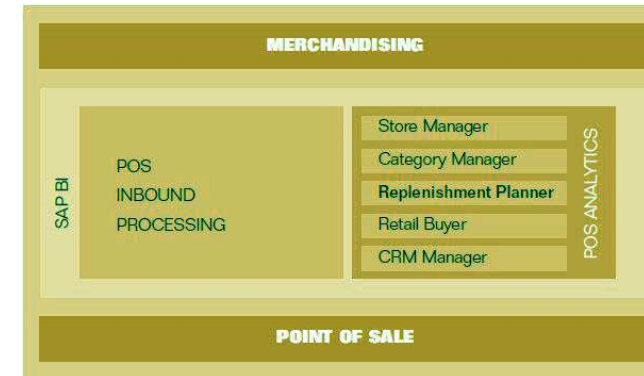 MERCHANDISING
SAP BI
POS
INBOUND
PROCESSING
Store Manager
Category Manager
Replenishment Planner
Retail Buyer
CRM Manager
POS ANALYTICS
POINT OF SALE